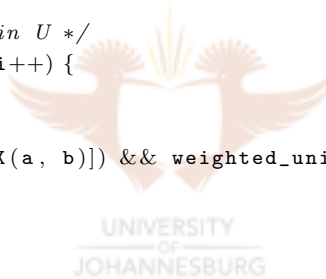 in U */
i++) {
K(a, b)]) && weighted_uni
UNIVERSITY
OF
JOHANNESBURG